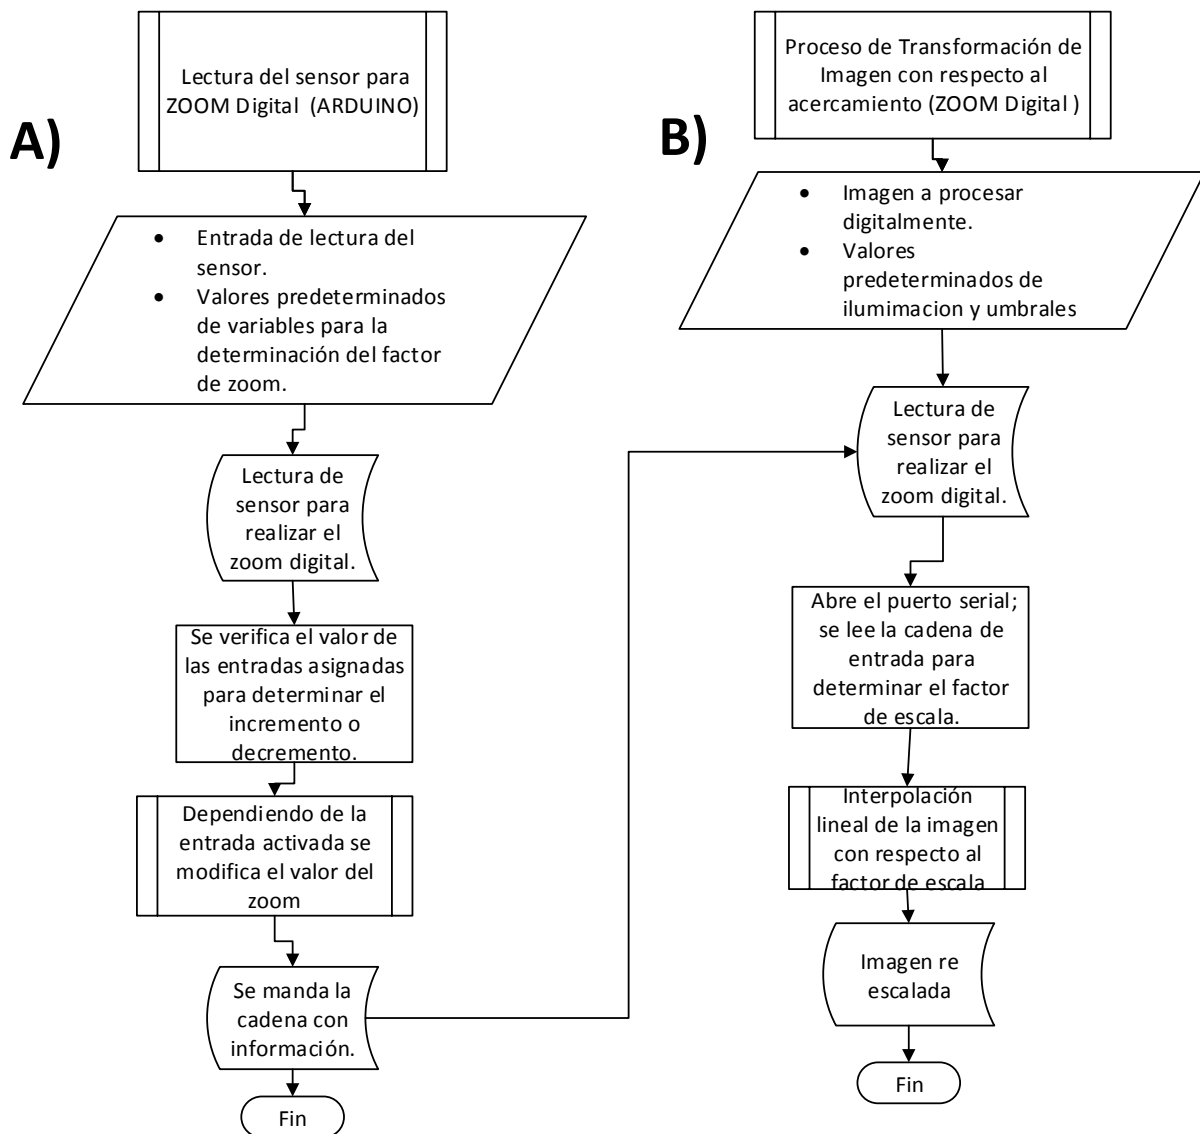 A)
Lectura del sensor para
ZOOM Digital (ARDUINO)
• Entrada de lectura del
sensor.
• Valores predeterminados
de variables para la
determinación del factor
de zoom.
Lectura de
sensor para
realizar el
zoom digital.
Se verifica el valor de
las entradas asignadas
para determinar el
incremento o
decremento.
Dependiendo de la
entrada activada se
modifica el valor del
zoom
Se manda la
cadena con
información.
Fin
B)
Proceso de Transformación de
Imagen con respecto al
acercamiento (ZOOM Digital )
• Imagen a procesar
digitalmente.
• Valores
predeterminados de
ilumimacion y umbrales
Lectura de
sensor para
realizar el
zoom digital.
Abre el puerto serial;
se lee la cadena de
entrada para
determinar el factor
de escala.
Interpolación
lineal de la imagen
con respecto al
factor de escala
Imagen re
escalada
Fin